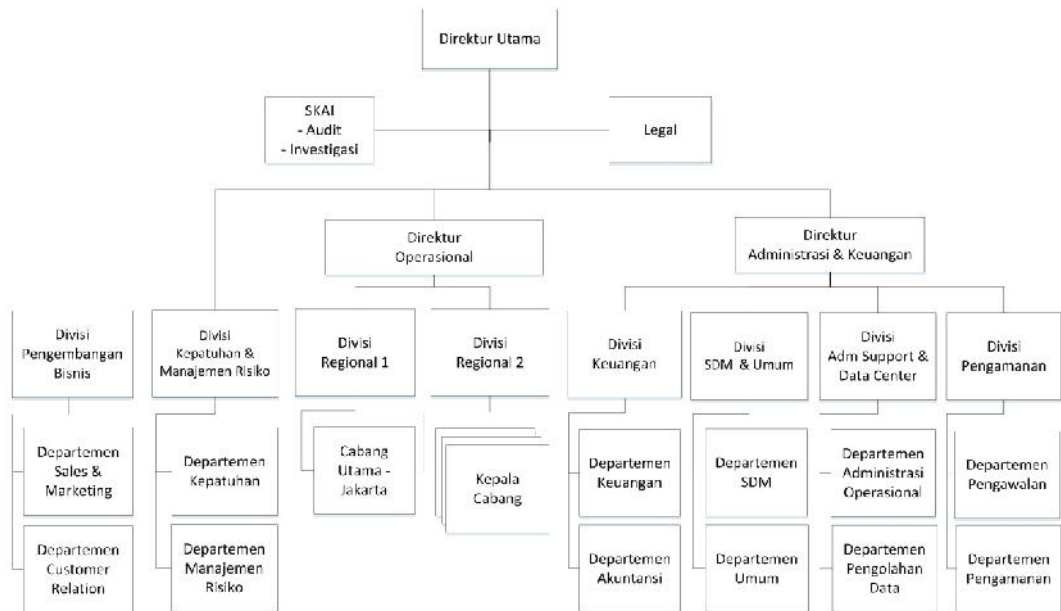 Direktur Utama
SKAI
- Audit
- Investigasi
Legal
Direktur
Operasional
Direktur
Administrasi & Keuangan
Divisi
Pengembangan
Bisnis
Divisi
Kepatuhan &
Manajemen Risiko
Divisi
Regional 1
Divisi
Regional 2
Divisi
Keuangan
Divisi
SDM & Umum
Divisi
Adm Support &
Data Center
Divisi
Pengamanan
Departemen
Sales &
Marketing
Departemen
Kepatuhan
Cabang
Utama -
Jakarta
Kepala
Cabang
Departemen
Keuangan
Departemen
SDM
Departemen
Administrasi
Operasional
Departemen
Pengawalan
Departemen
Customer
Relation
Departemen
Manajemen
Risiko
Departemen
Akuntansi
Departemen
Umum
Departemen
Pengolahan
Data
Departemen
Pengamanan